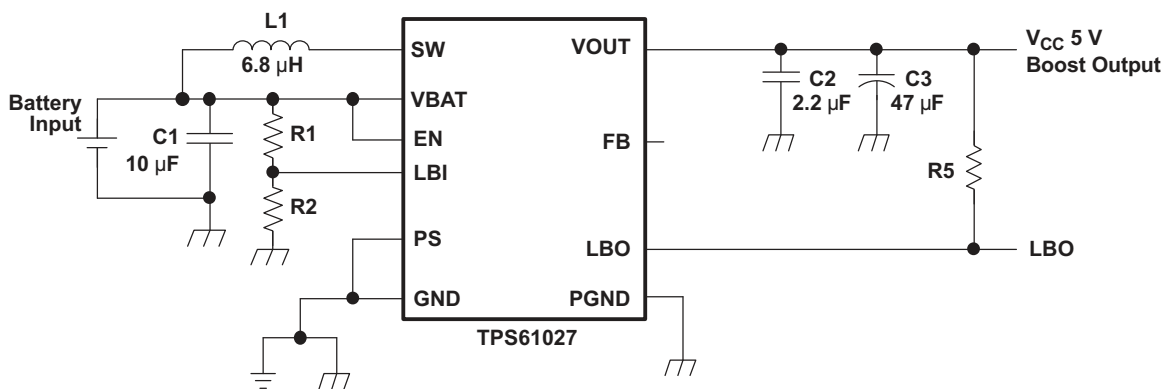 L1
6.8 µH
SW
VOUT
V_CC 5 V
Boost Output
Battery
Input
C1
10 µF
R1
VBAT
EN
C2
2.2 µF
C3
47 µF
FB
R5
R2
LBI
PS
LBO
LBO
GND
PGND
TPS61027